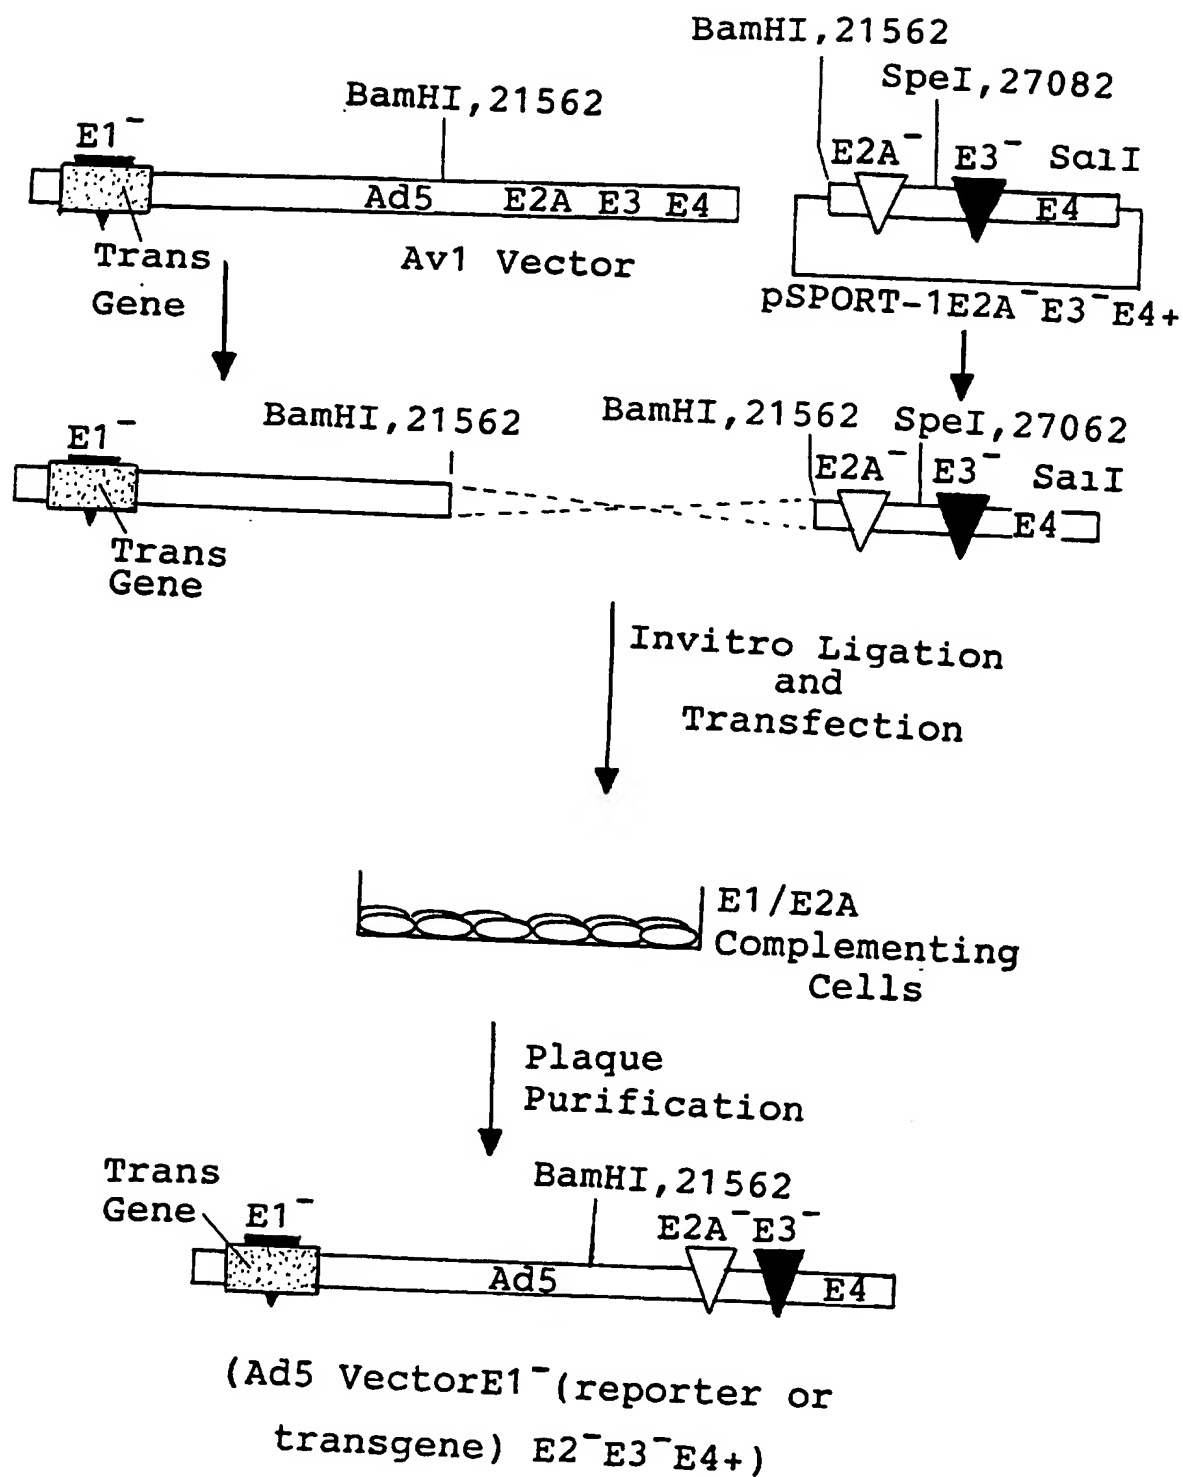 BamHI,21562
SpeI,27082
BamHI,21562
E1⁻
E2A⁻
E3⁻
SalI
Ad5
E2A
E3
E4
E4
Trans
Gene
Av1 Vector
pSPORT-1E2A⁻E3⁻E4+
BamHI,21562
BamHI,21562
SpeI,27062
E1⁻
E2A⁻
E3⁻
SalI
E4
Trans
Gene
Invitro Ligation
and
Transfection
E1/E2A
Complementing
Cells
Plaque
Purification
Trans
Gene
E1⁻
BamHI,21562
E2A⁻E3⁻
Ad5
E4
(Ad5 VectorE1⁻(reporter or
transgene) E2⁻E3⁻E4+)